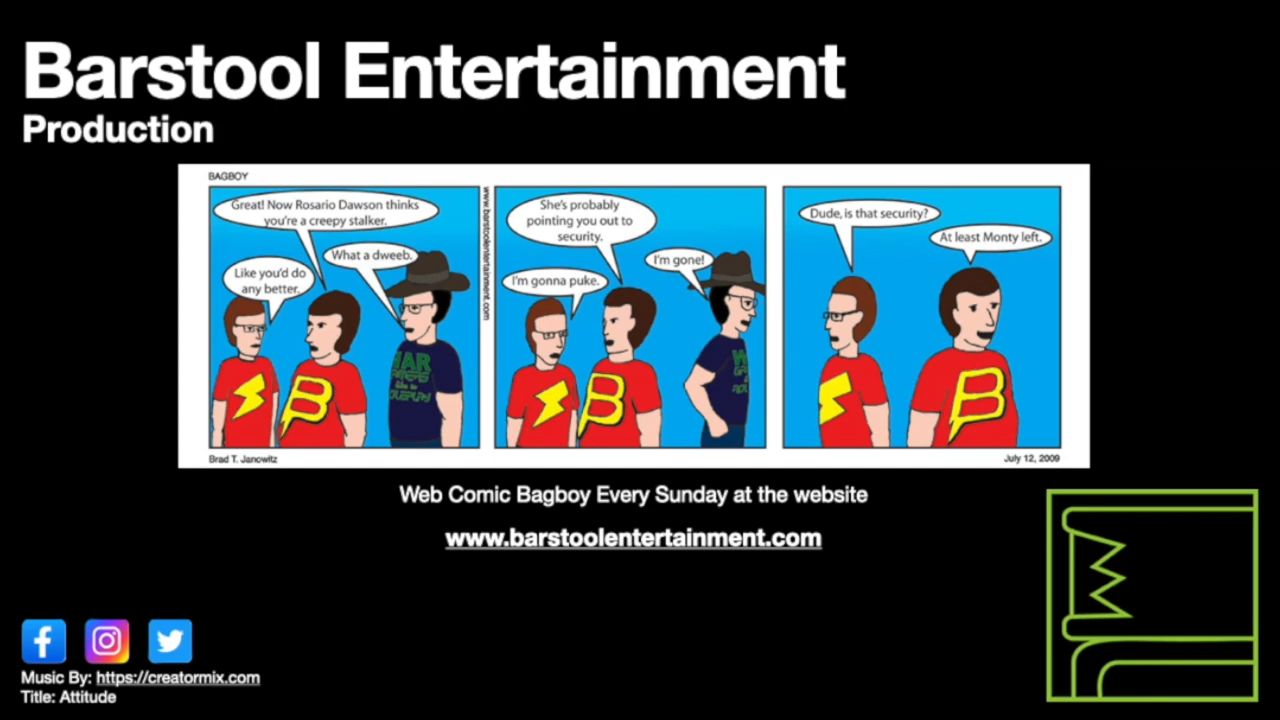 Barstool Entertainment
Production
BAGBOY
Great! Now Rosario Dawson thinks
you're a creepy stalker.
What a dweeb.
Like you'd do
any better.
www.barstoolentertainment.com
She's probably
pointing you out to
security.
I'm gone!
I'm gonna puke.
Dude, is that security?
At least Monty left.
B
B
B
Brad T. Janowitz
July 12, 2009
Web Comic Bagboy Every Sunday at the website
www.barstoolentertainment.com
Music By: https://creatormix.com
Title: Attitude